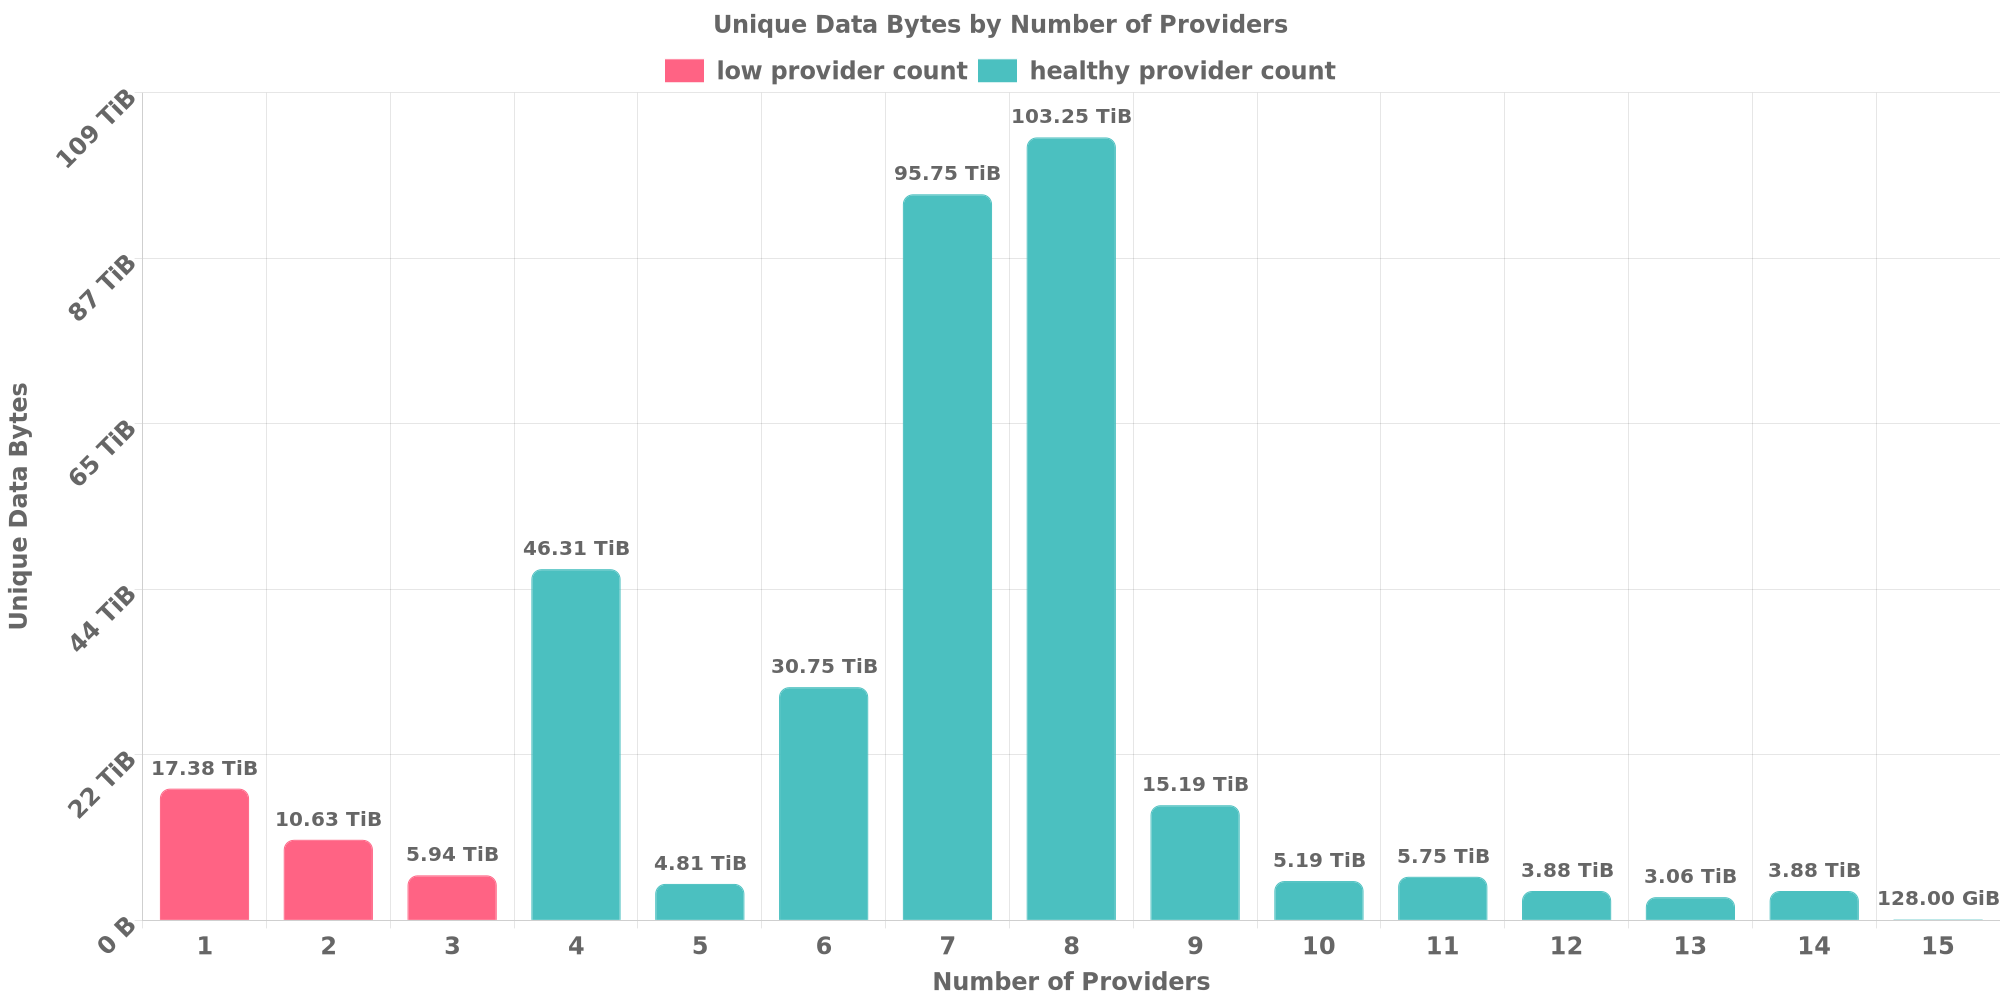 Unique Data Bytes by Number of Providers
low provider count healthy provider count
109 TiB
87 TiB
65 TiB
44 TiB
22 TiB
0 B
Unique Data Bytes
17.38 TiB
10.63 TiB
5.94 TiB
46.31 TiB
4.81 TiB
30.75 TiB
95.75 TiB
103.25 TiB
15.19 TiB
5.19 TiB
5.75 TiB
3.88 TiB
3.06 TiB
3.88 TiB
128.00 GiB
1 2 3 4 5 6 7 8 9 10 11 12 13 14 15
Number of Providers